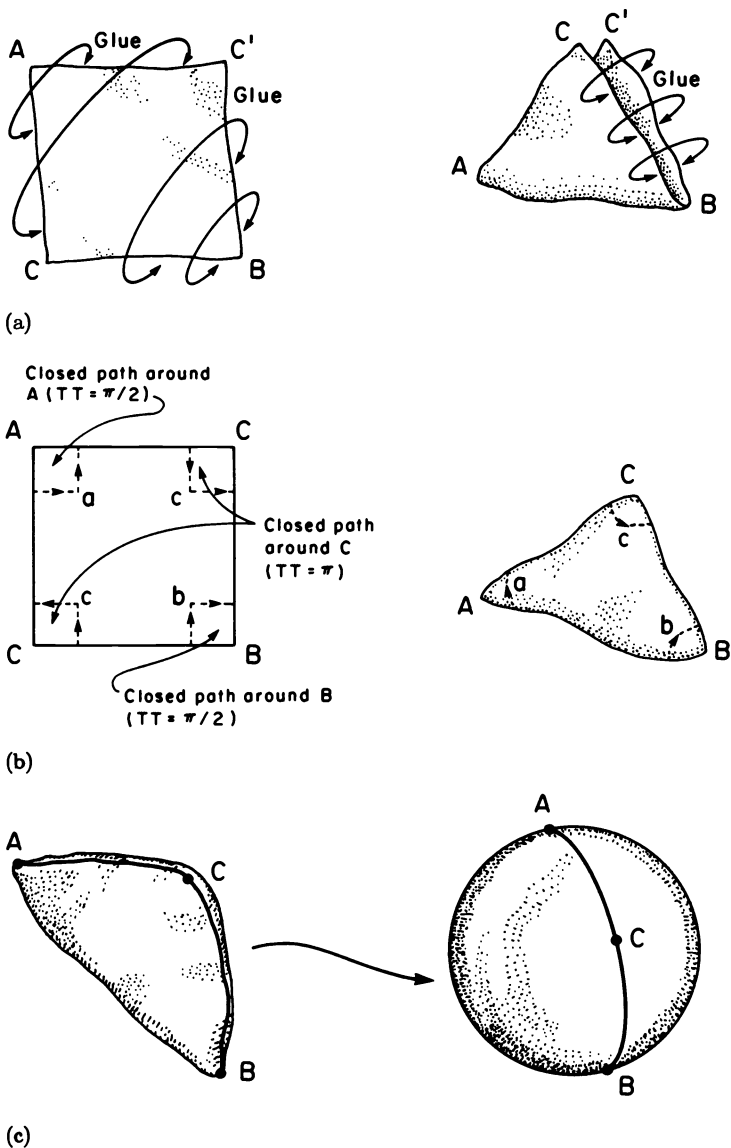 A
Glue
C'
Glue
C
B
C
C'
Glue
A
B
(a)
Closed path around
A (TT = π/2)
A
C
a
c
Closed path
around C
(TT = π)
c
b
C
B
Closed path around B
(TT = π/2)
C
c
a
A
b
B
(b)
A
C
B
A
C
B
(c)